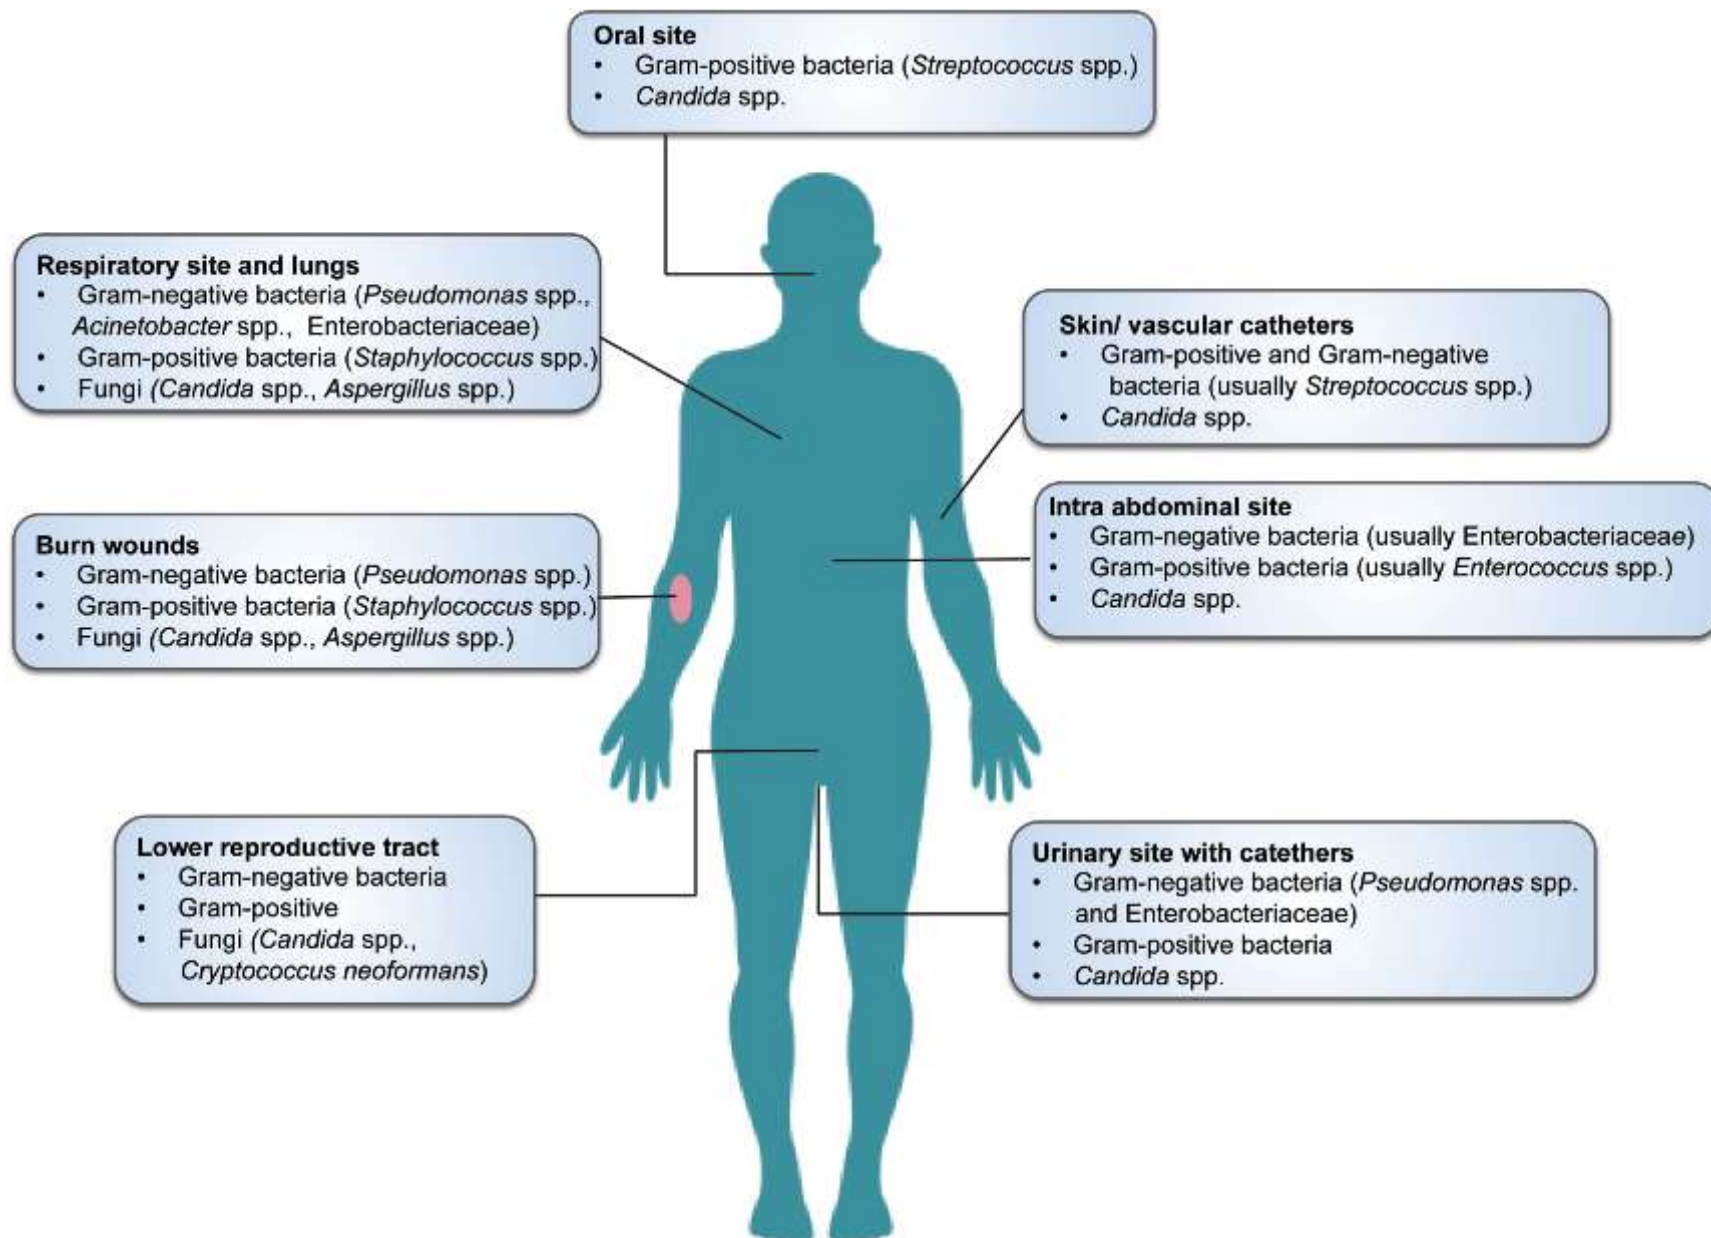 Oral site
• Gram-positive bacteria (Streptococcus spp.)
• Candida spp.
Respiratory site and lungs
• Gram-negative bacteria (Pseudomonas spp.,
Acinetobacter spp., Enterobacteriaceae)
• Gram-positive bacteria (Staphylococcus spp.)
• Fungi (Candida spp., Aspergillus spp.)
Skin/ vascular catheters
• Gram-positive and Gram-negative
bacteria (usually Streptococcus spp.)
• Candida spp.
Intra abdominal site
• Gram-negative bacteria (usually Enterobacteriaceae)
• Gram-positive bacteria (usually Enterococcus spp.)
• Candida spp.
Burn wounds
• Gram-negative bacteria (Pseudomonas spp.)
• Gram-positive bacteria (Staphylococcus spp.)
• Fungi (Candida spp., Aspergillus spp.)
Lower reproductive tract
• Gram-negative bacteria
• Gram-positive
• Fungi (Candida spp.,
Cryptococcus neoformans)
Urinary site with catethers
• Gram-negative bacteria (Pseudomonas spp.
and Enterobacteriaceae)
• Gram-positive bacteria
• Candida spp.